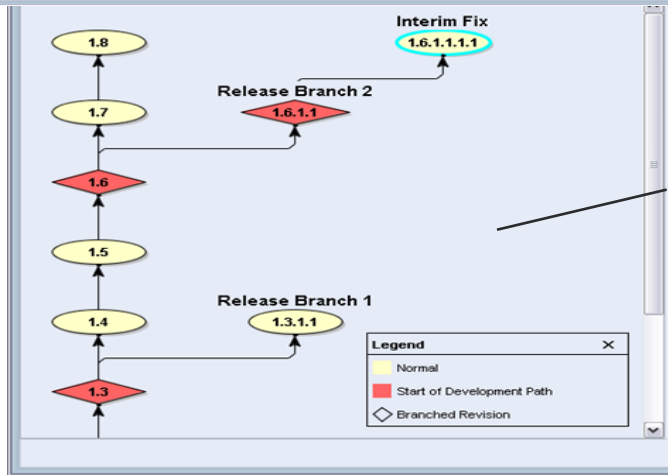 Interim Fix
1.8
1.6.1.1.1.1
Release Branch 2
1.7
1.6.1.1
1.6
1.5
Release Branch 1
1.4
1.3.1.1
Legend
Normal
1.3
Start of Development Path
Branched Revision